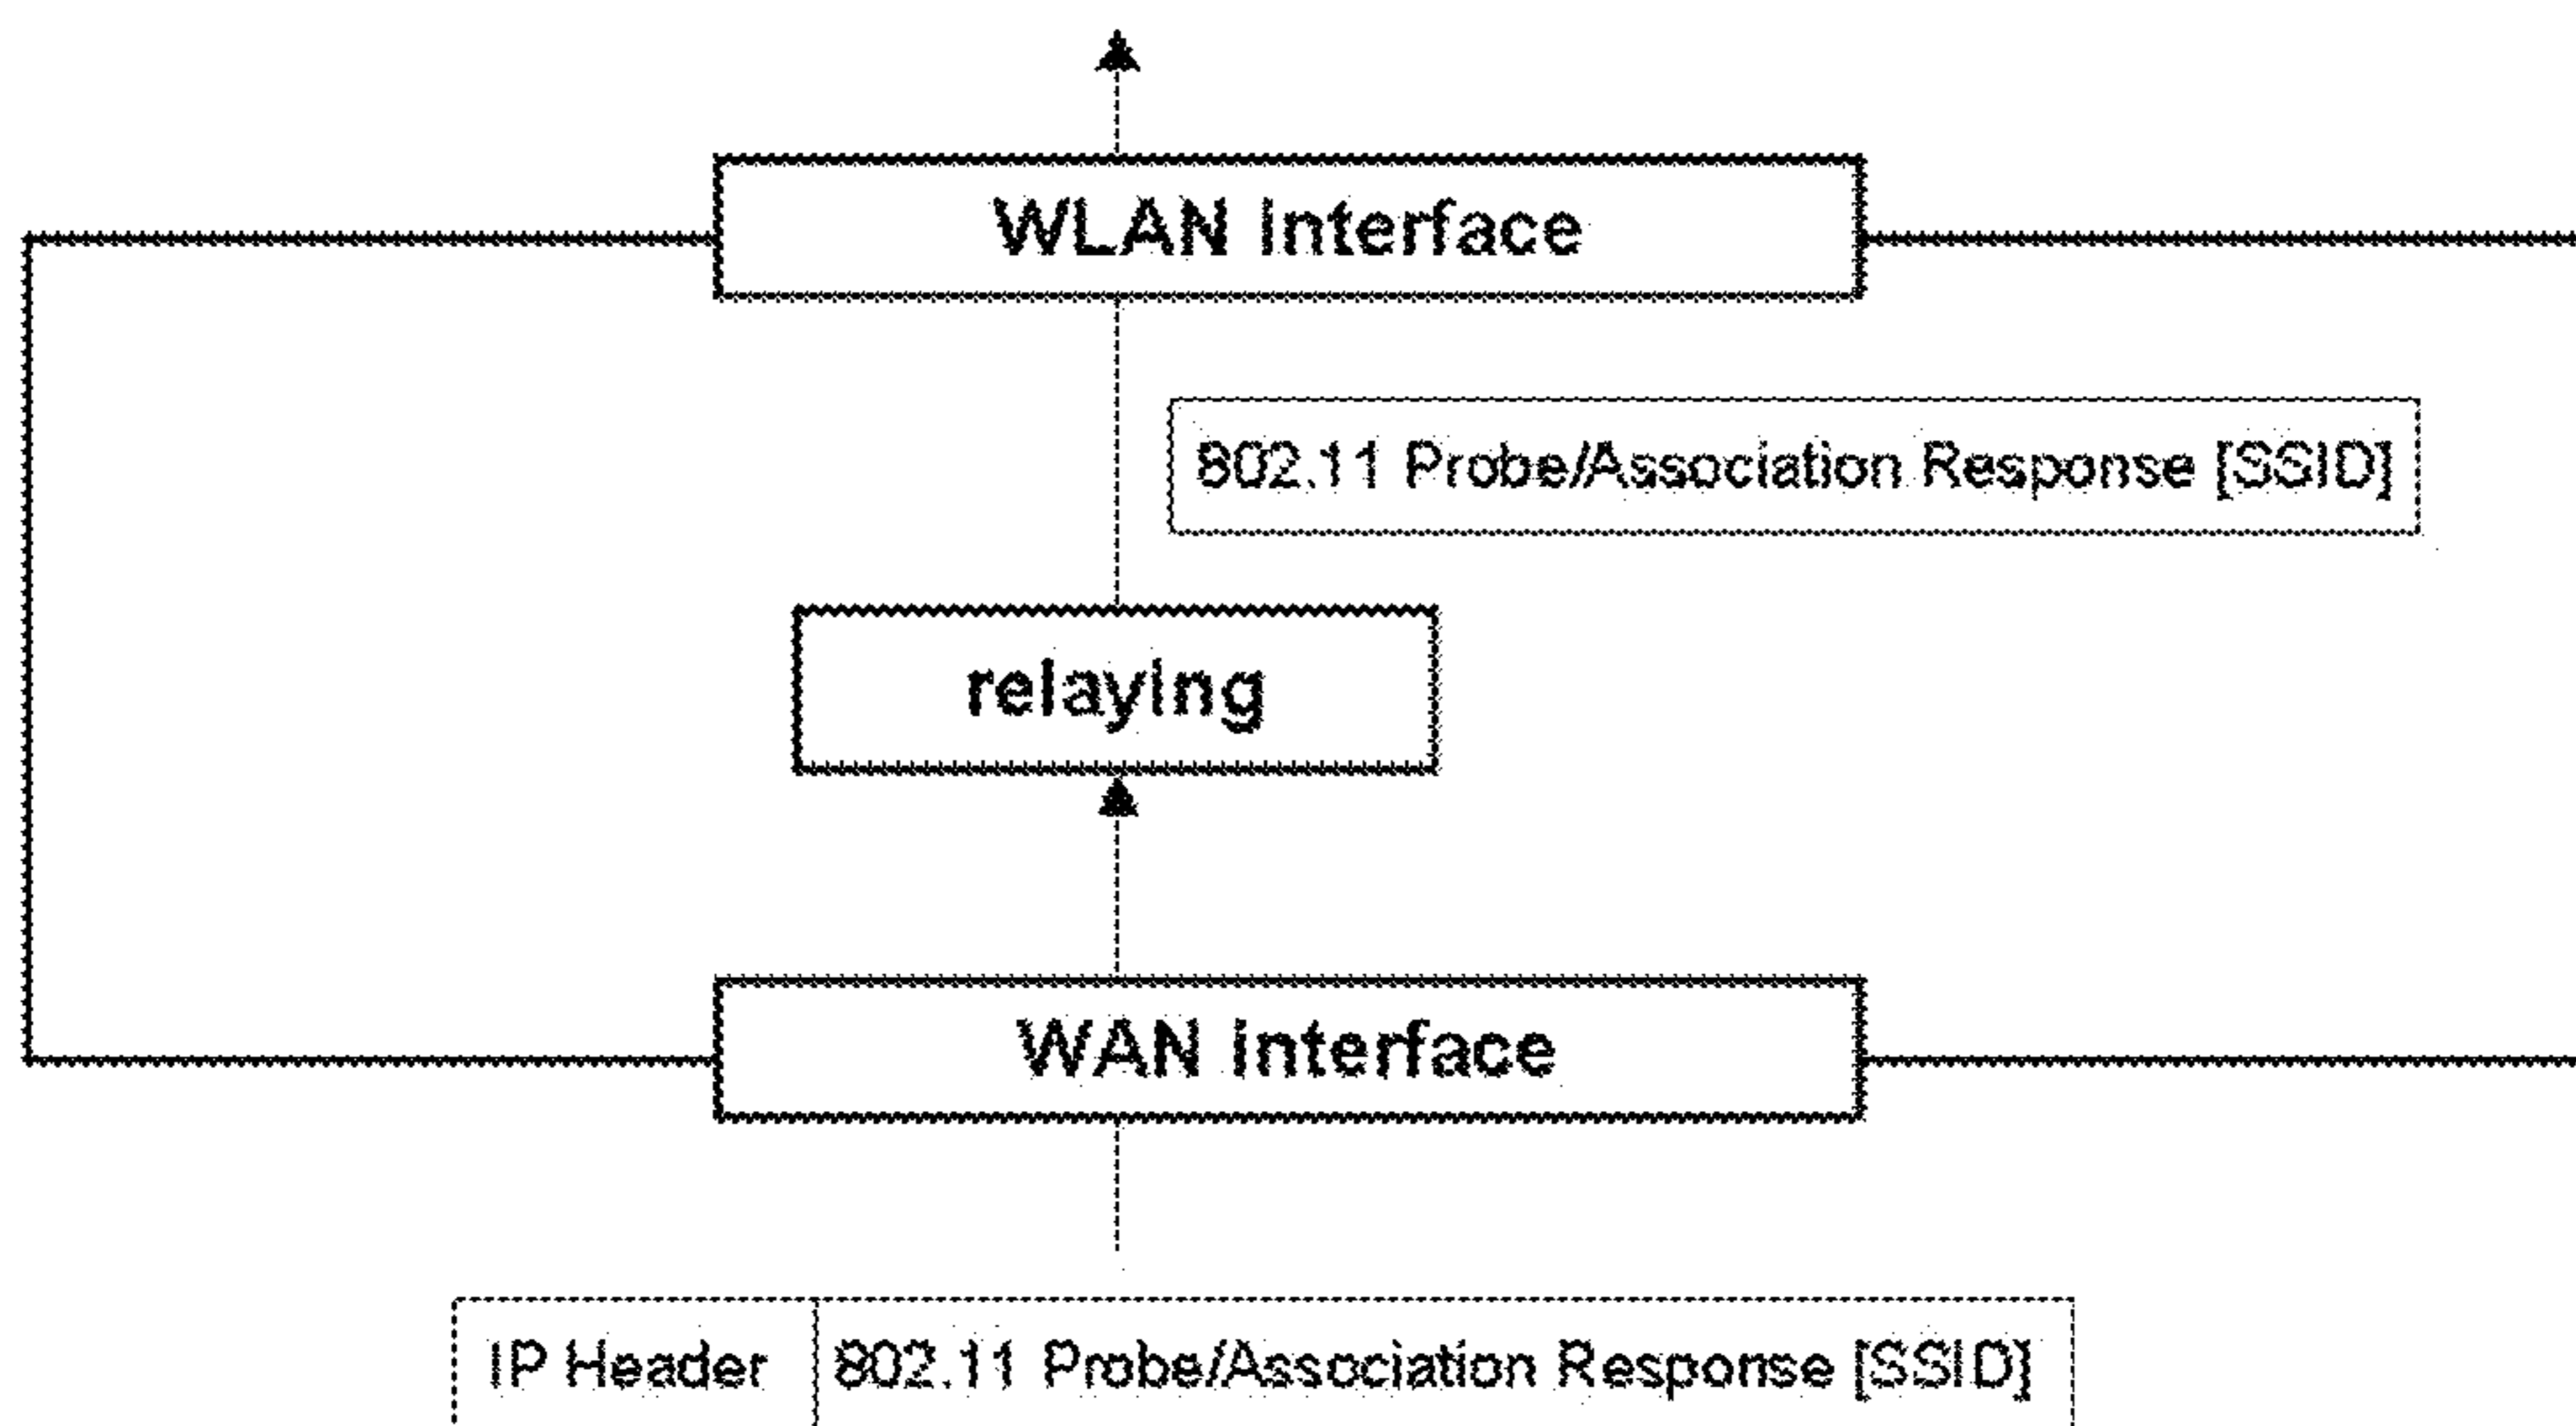 WLAN interface
802.11 Probe/Association Response [SSID]
relaying
WAN interface
IP Header 802.11 Probe/Association Response [SSID]